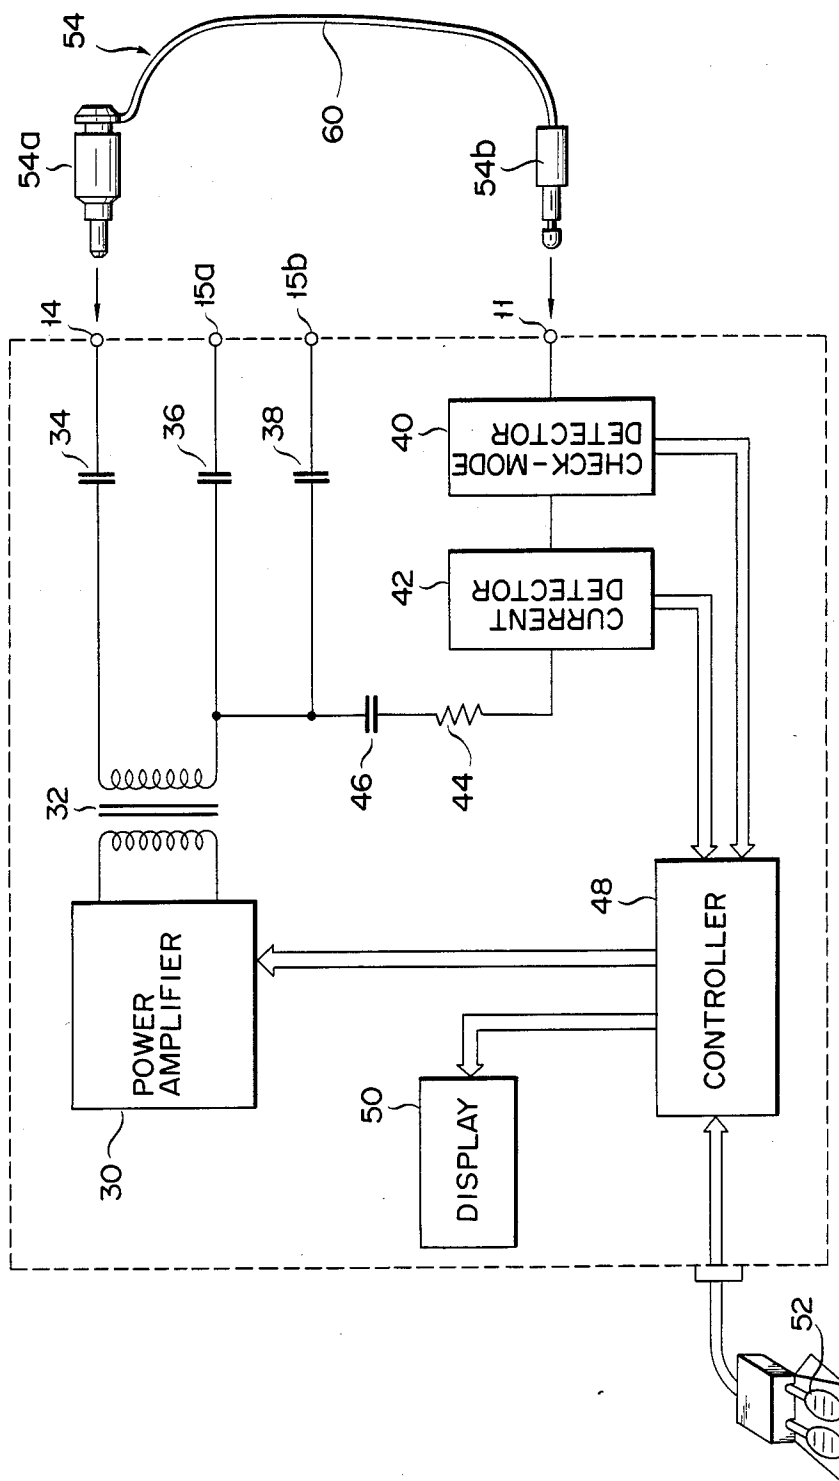 54
60
54a
54b
14
15a
15b
11
34
36
38
40
CHECK-MODE
DETECTOR
42
CURRENT
DETECTOR
32
46
44
POWER
AMPLIFIER
30
48
CONTROLLER
50
DISPLAY
52